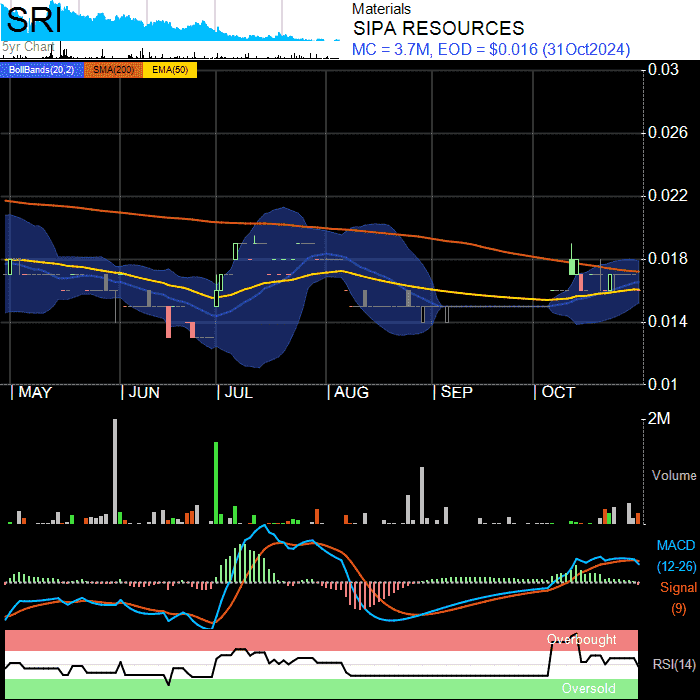 SRI
5yr Chart
Materials
SIPA RESOURCES
MC = 3.7M, EOD = $0.016 (31Oct2024)
BollBands(20,2) SMA(200) EMA(50)
0.03
0.026
0.022
0.018
0.014
0.01
MAY JUN JUL AUG SEP OCT
2M
Volume
MACD
(12-26)
Signal
(9)
Overbought
RSI(14)
Oversold